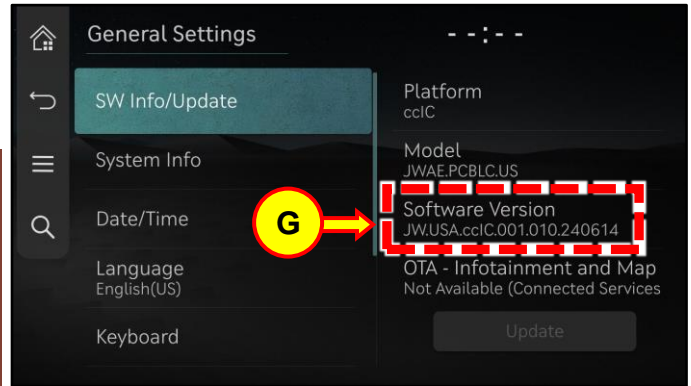 General Settings
--:--
SW Info/Update
System Info
Date/Time
Language
English(US)
Keyboard
Platform
ccIC
Model
JWAE.PCBLC.US
G
Software Version
JW.USA.ccIC.001.010.240614
OTA - Infotainment and Map
Not Available (Connected Services
Update